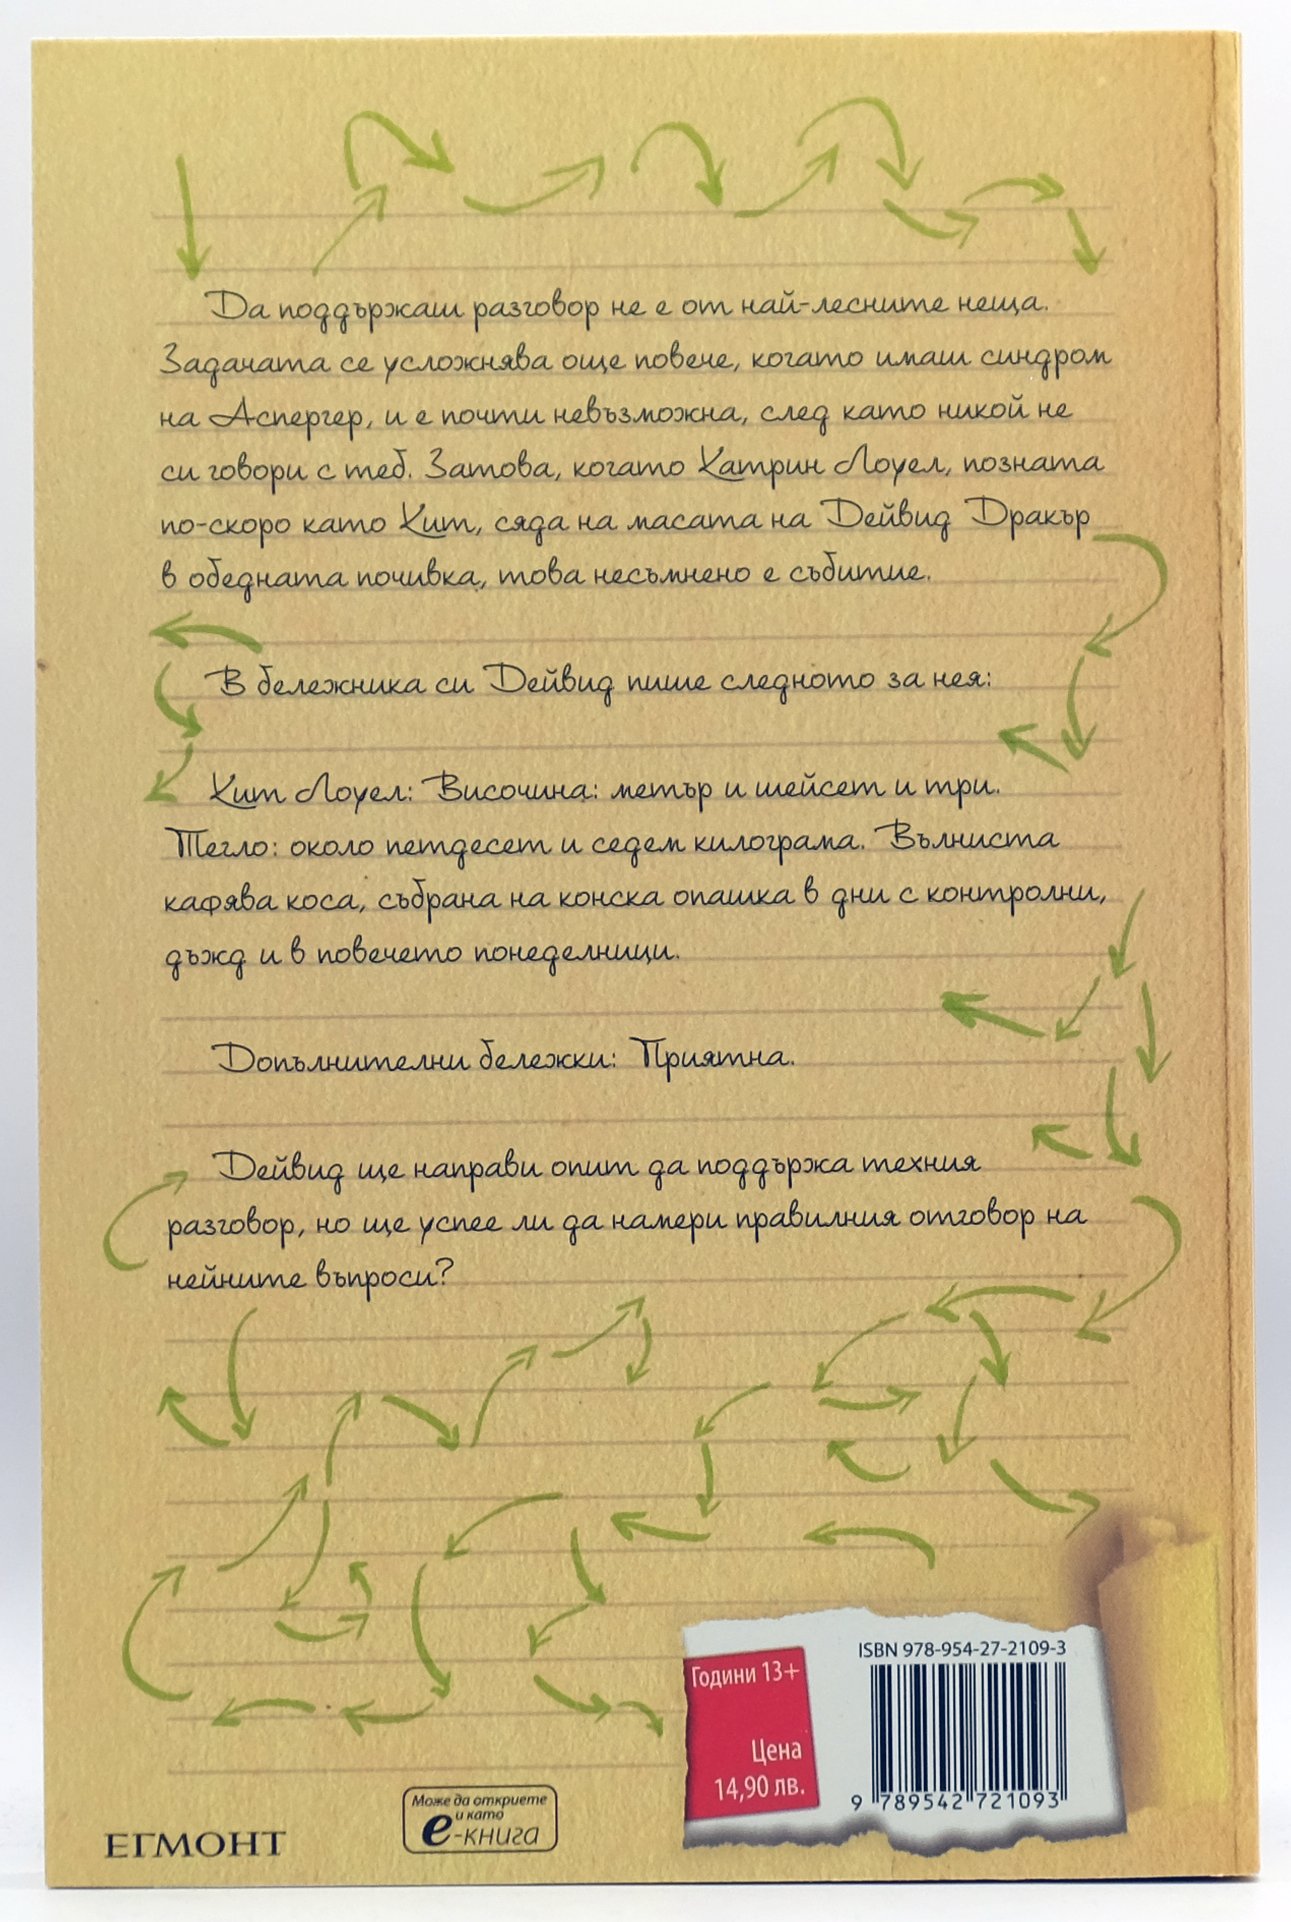 Да поддържаш разговор не е от най-лесните неща.
Задачата се усложнява още повече, когато имаш синдром
на Аспергер, и е почти невъзможна, след като никой не
си говори с теб. Затова, когато Катрин Лоуел, позната
по-скоро като Кит, сяда на масата на Дейвид Дракър
в обедната почивка, това несъмнено е събитие.
В бележника си Дейвид пише следното за нея:
Кит Лоуел: Височина: метър и шейсет и три.
Тегло: около петдесет и седем килограма. Вълниста
кафява коса, събрана на конска опашка в дни с контролни,
дъжд и в повечето понеделници.
Допълнителни бележки: Приятна.
Дейвид ще направи опит да поддържа техния
разговор, но ще успее ли да намери правилния отговор на
нейните въпроси?
ISBN 978-954-27-2109-3
Години 13+
Цена
14,90 лв.
9 789542 721093
Може да откриете
и като
е-книга
ЕГМОНТ